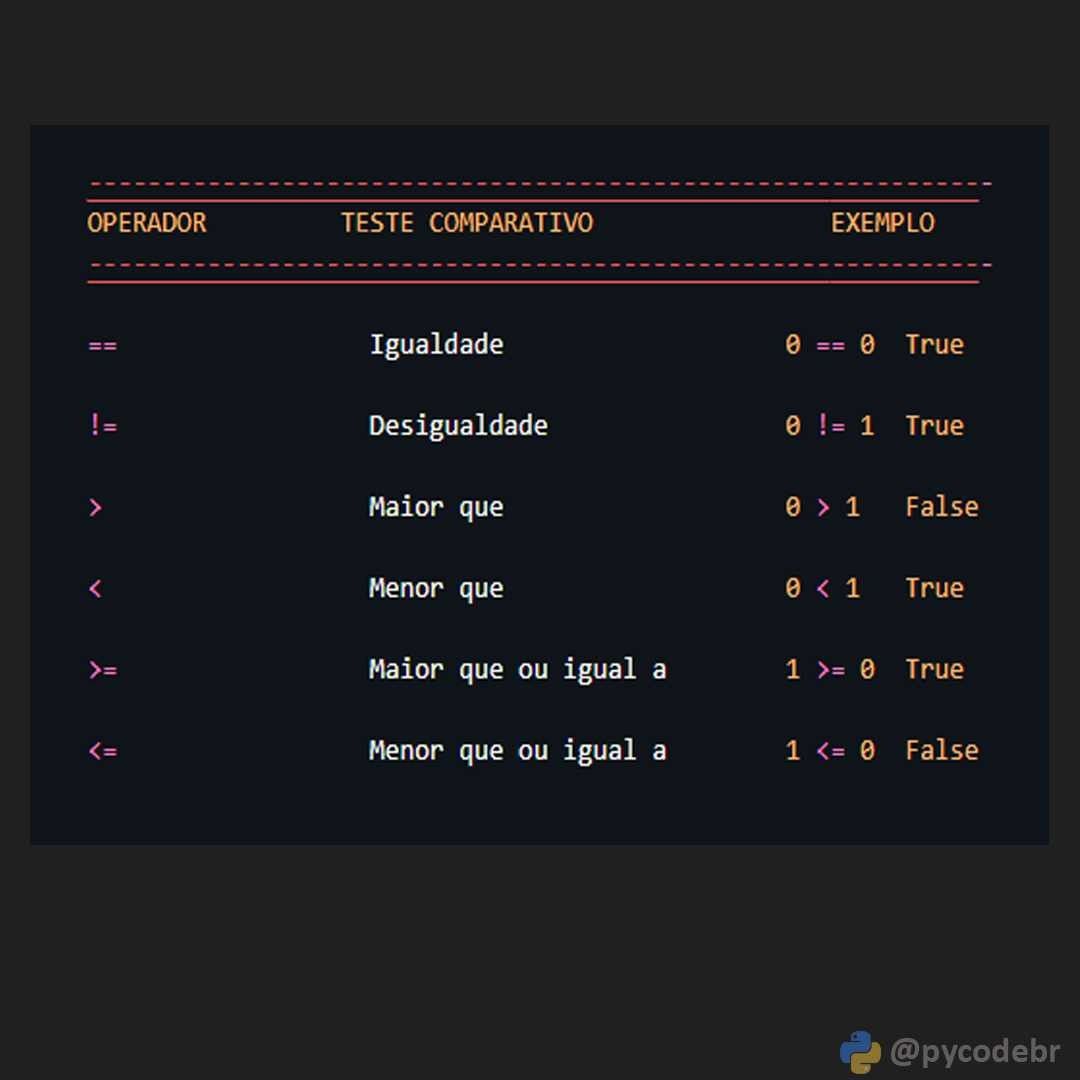 ------------------------------------------------------------
OPERADOR TESTE COMPARATIVO EXEMPLO
------------------------------------------------------------
== Igualdade 0 == 0 True
!= Desigualdade 0 != 1 True
> Maior que 0 > 1 False
< Menor que 0 < 1 True
>= Maior que ou igual a 1 >= 0 True
<= Menor que ou igual a 1 <= 0 False
@pycodebr